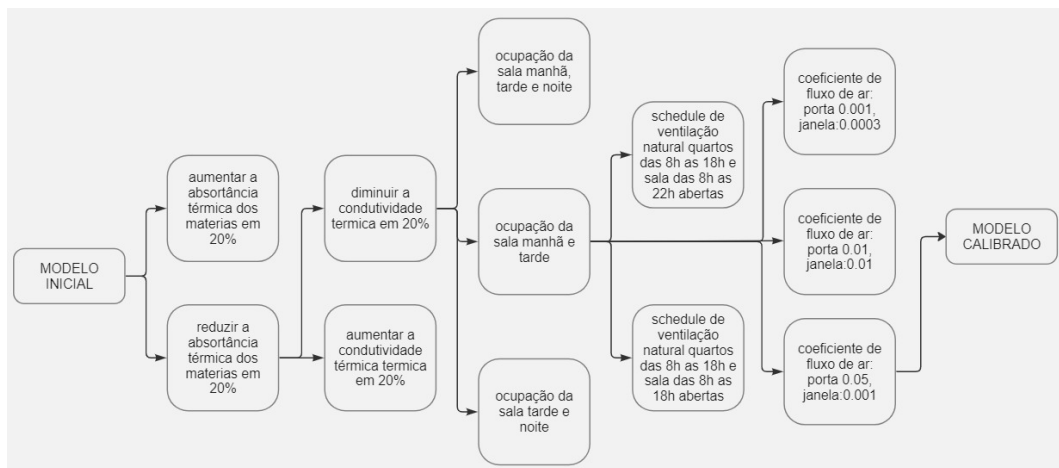 MODELO
INICIAL
aumentar a
absortância
térmica dos
materias em
20%
reduzir a
absortância
térmica dos
materias em
20%
diminuir a
condutividade
termica em 20%
aumentar a
condutividade
térmica termica
em 20%
ocupação da
sala manhã,
tarde e noite
ocupação da
sala manhã e
tarde
ocupação da
sala tarde e
noite
schedule de
ventilação
natural quartos
das 8h as 18h e
sala das 8h as
22h abertas
schedule de
ventilação
natural quartos
das 8h as 18h e
sala das 8h as
18h abertas
coeficiente de
fluxo de ar:
porta 0.001,
janela:0.0003
coeficiente de
fluxo de ar:
porta 0.01,
janela:0.01
coeficiente de
fluxo de ar:
porta 0.05,
janela:0.001
MODELO
CALIBRADO